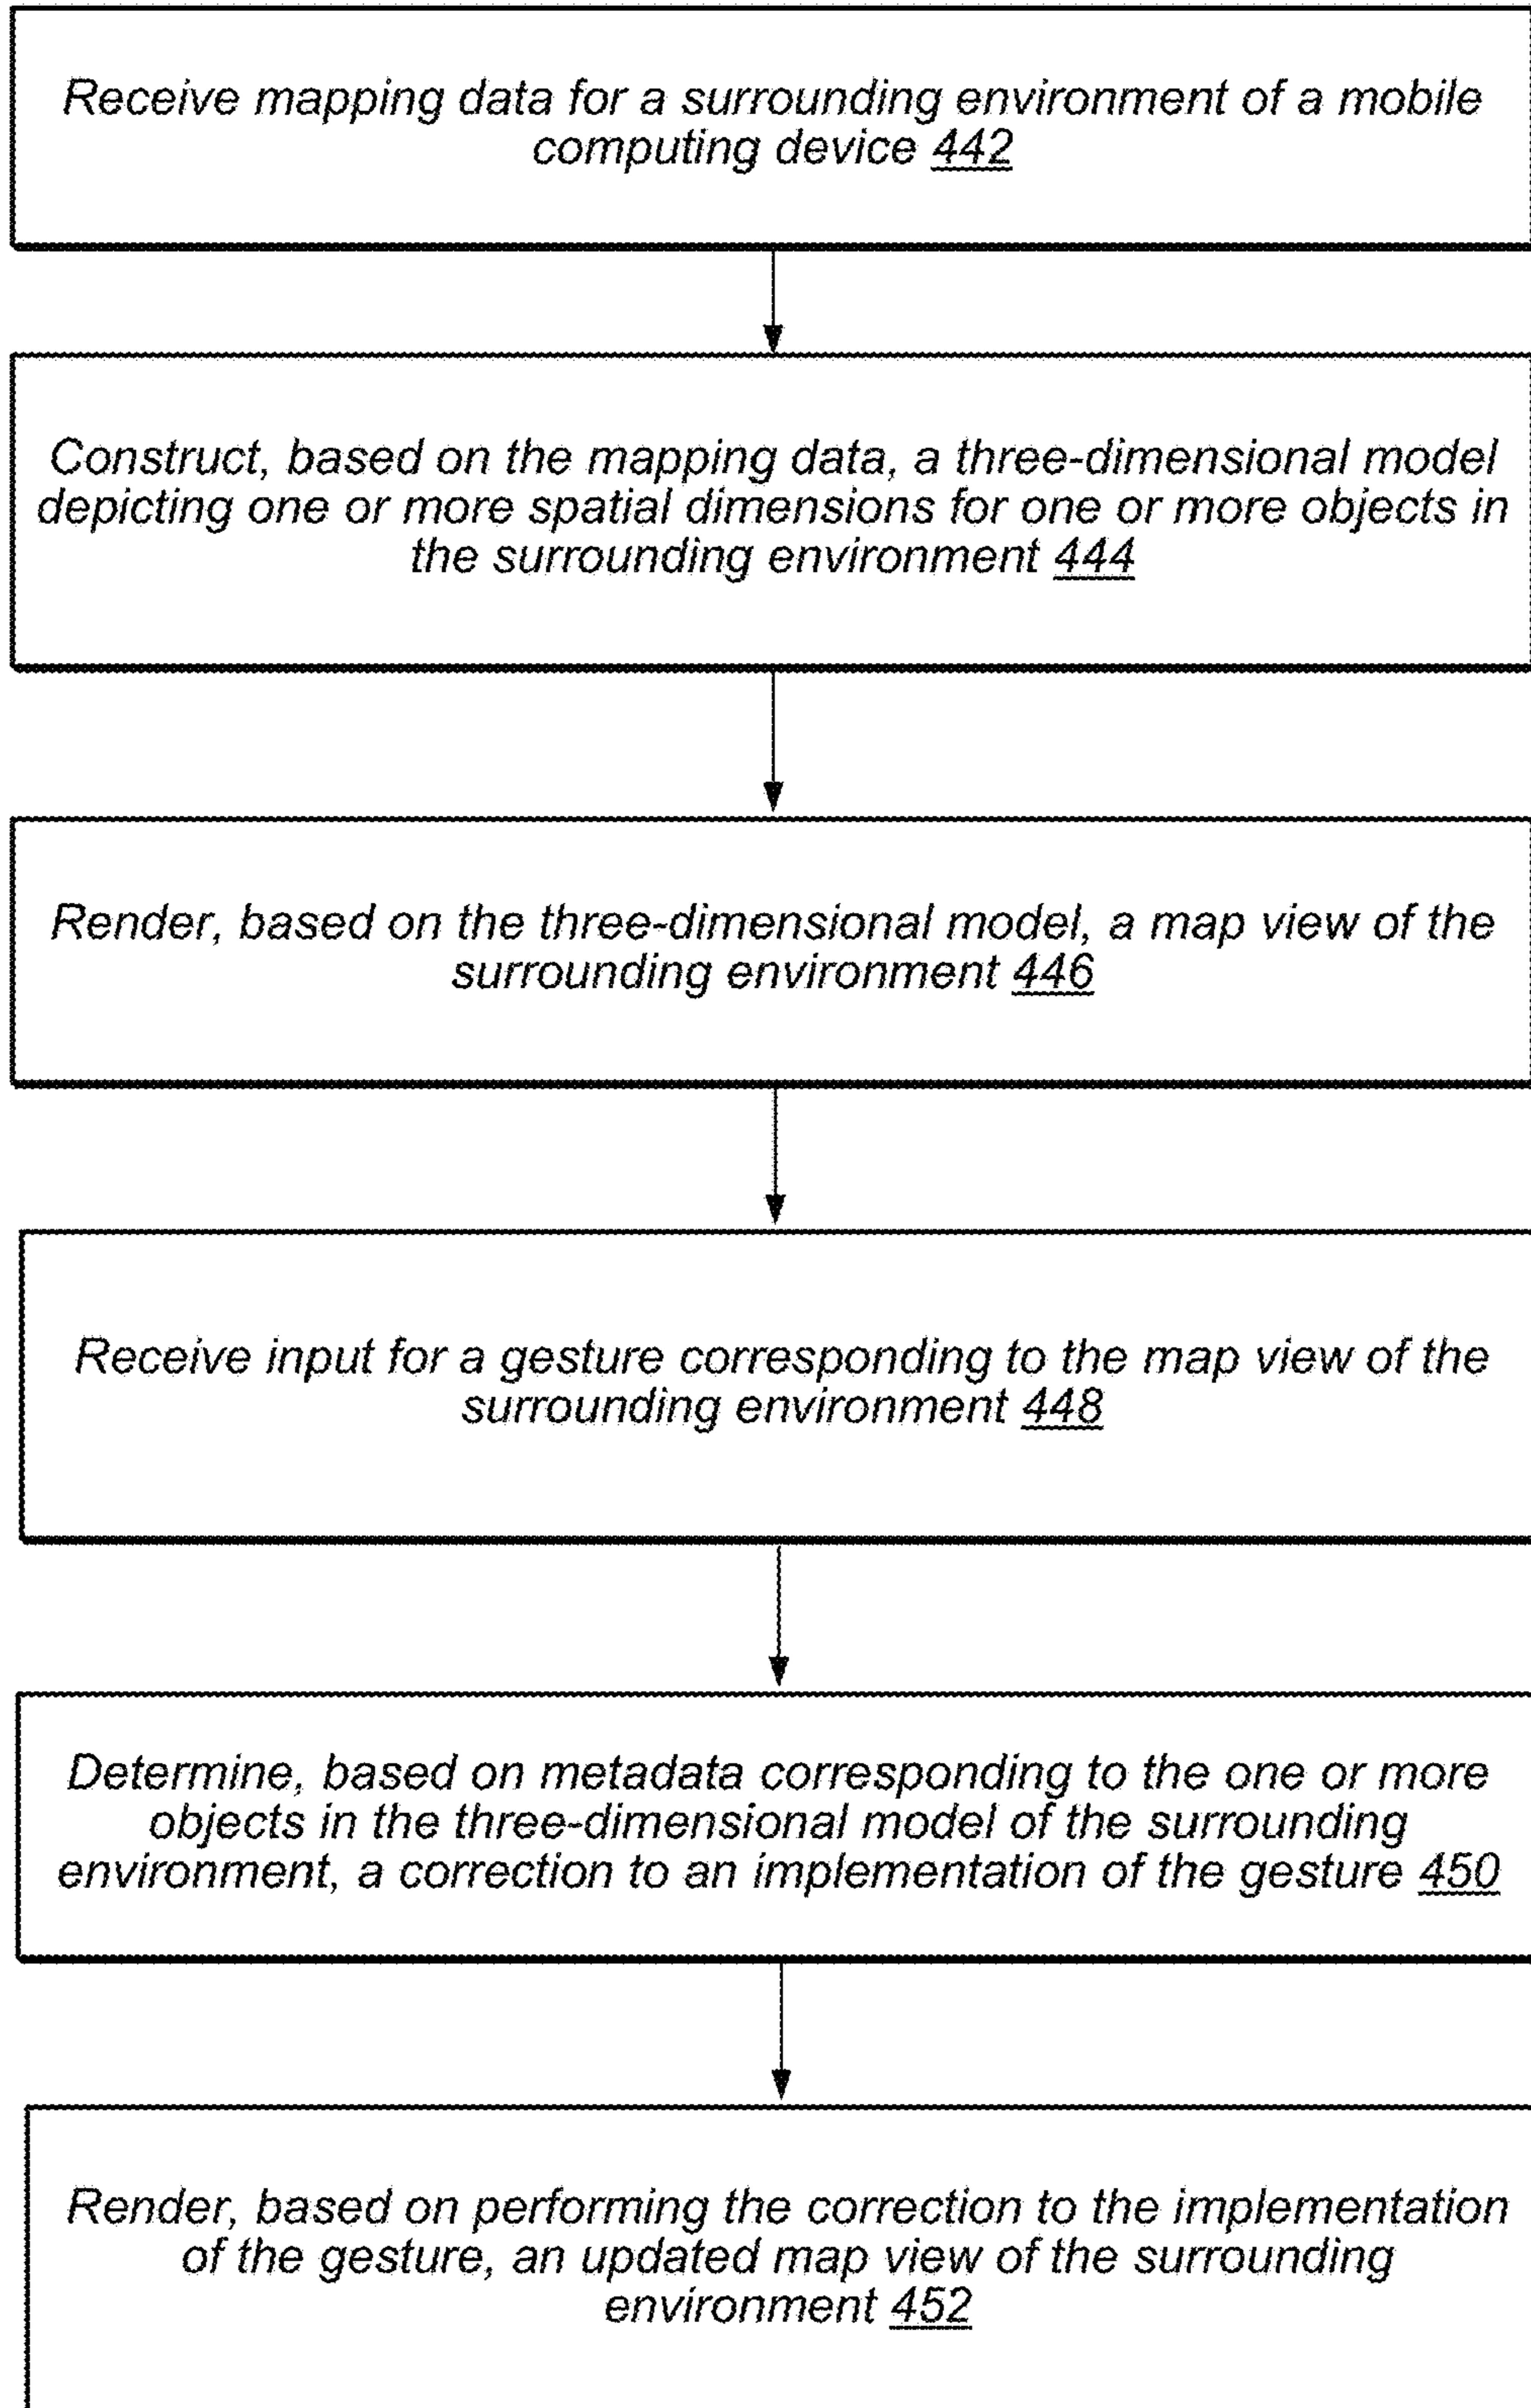 Receive mapping data for a surrounding environment of a mobile
computing device 442
Construct, based on the mapping data, a three-dimensional model
depicting one or more spatial dimensions for one or more objects in
the surrounding environment 444
Render, based on the three-dimensional model, a map view of the
surrounding environment 446
Receive input for a gesture corresponding to the map view of the
surrounding environment 448
Determine, based on metadata corresponding to the one or more
objects in the three-dimensional model of the surrounding
environment, a correction to an implementation of the gesture 450
Render, based on performing the correction to the implementation
of the gesture, an updated map view of the surrounding
environment 452